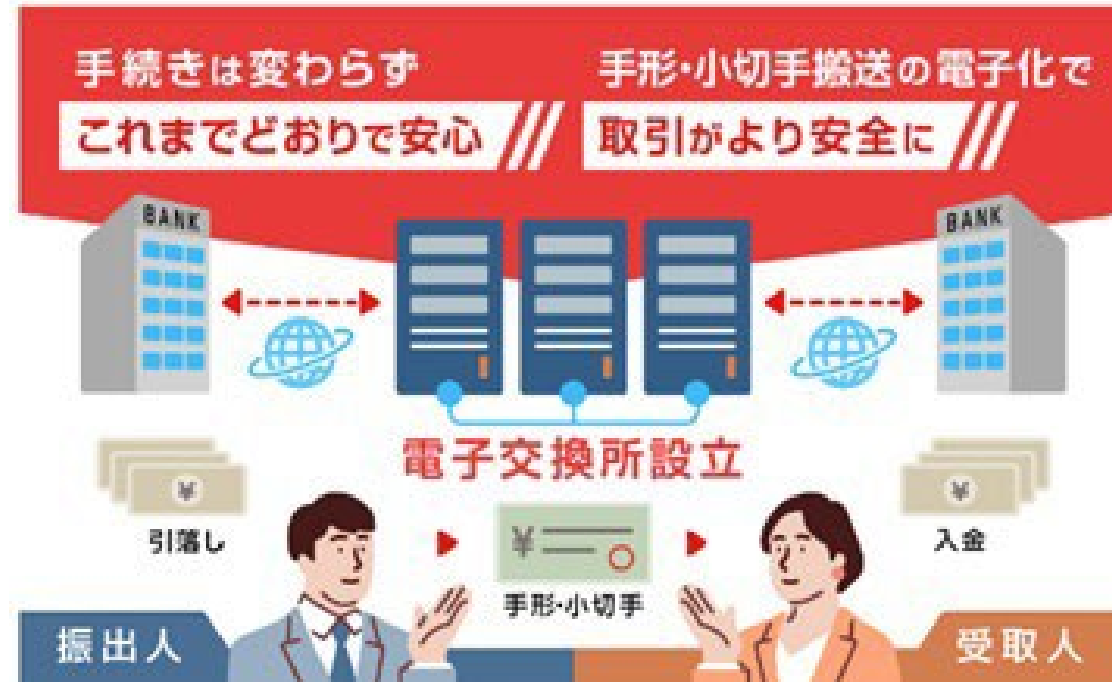 手続きは変わらず
これまでどおりで安心
手形・小切手搬送の電子化で
取引がより安全に
BANK
BANK
電子交換所設立
¥
引落し
¥
手形・小切手
¥
入金
振出人
受取人